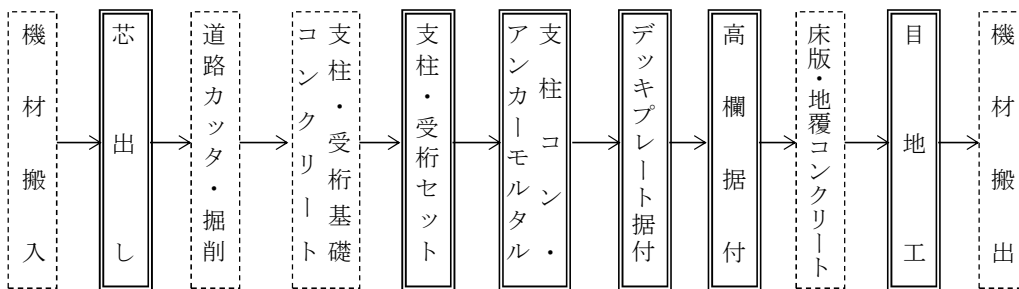 機材搬入
芯出し
道路カッタ・掘削
支柱・受桁基礎
コンクリート
支柱・受桁セット
支柱コン・
アンカーモルタル
デッキプレート据付
高欄据付
床版・地覆コンクリート
目地工
機材搬出